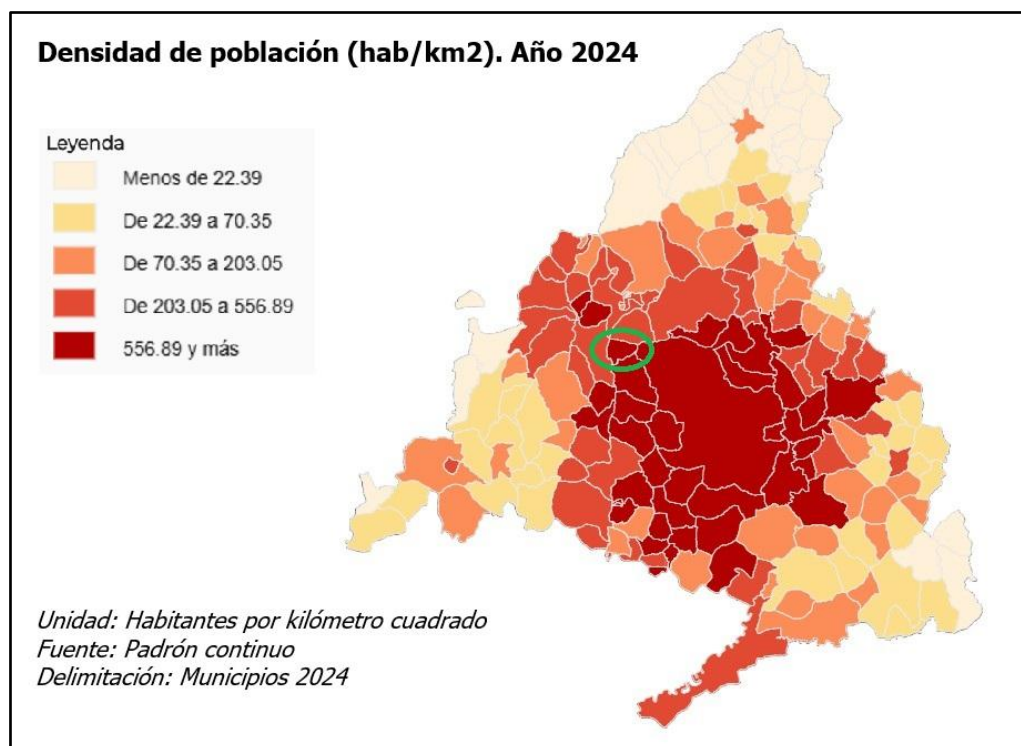 Densidad de población (hab/km2). Año 2024
Leyenda
Menos de 22.39
De 22.39 a 70.35
De 70.35 a 203.05
De 203.05 a 556.89
556.89 y más
Unidad: Habitantes por kilómetro cuadrado
Fuente: Padrón continuo
Delimitación: Municipios 2024